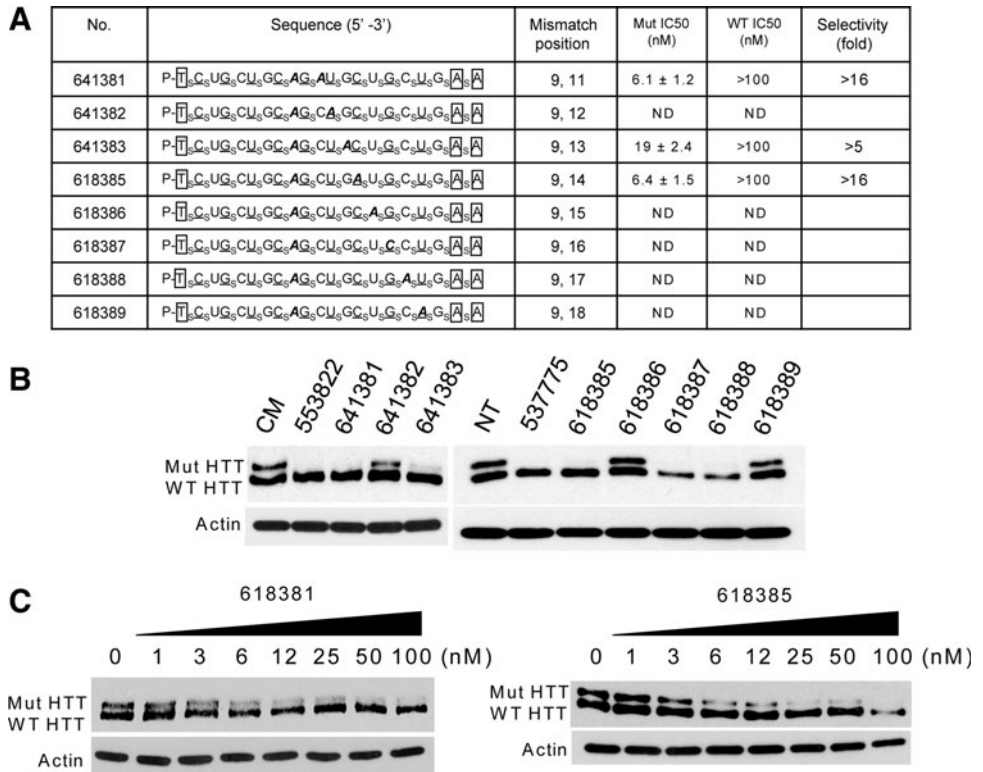 A
No. Sequence (5' -3') Mismatch position Mut IC50 (nM) WT IC50 (nM) Selectivity (fold)
641381 P-TsCsUGsCUsGCsAGsAUsGCsUsGsCsUsGsAsA 9, 11 6.1 ± 1.2 >100 >16
641382 P-TsCsUGsCUsGCsAGsCAsGCsUsGsCsUsGsAsA 9, 12 ND ND
641383 P-TsCsUGsCUsGCsAGsCUsACsUsGsCsUsGsAsA 9, 13 19 ± 2.4 >100 >5
618385 P-TsCsUGsCUsGCsAGsCUsGAsUsGsCsUsGsAsA 9, 14 6.4 ± 1.5 >100 >16
618386 P-TsCsUGsCUsGCsAGsCUsGCsAsGsCsUsGsAsA 9, 15 ND ND
618387 P-TsCsUGsCUsGCsAGsCUsGCsUsCsCsUsGsAsA 9, 16 ND ND
618388 P-TsCsUGsCUsGCsAGsCUsGCsUsGsAsUsGsAsA 9, 17 ND ND
618389 P-TsCsUGsCUsGCsAGsCUsGCsUsGsCsAsGsAsA 9, 18 ND ND
B
CM 553822 641381 641382 641383 NT 537775 618385 618386 618387 618388 618389
Mut HTT
WT HTT
Actin
C
618381
0 1 3 6 12 25 50 100 (nM)
Mut HTT
WT HTT
Actin
618385
0 1 3 6 12 25 50 100 (nM)
Mut HTT
WT HTT
Actin